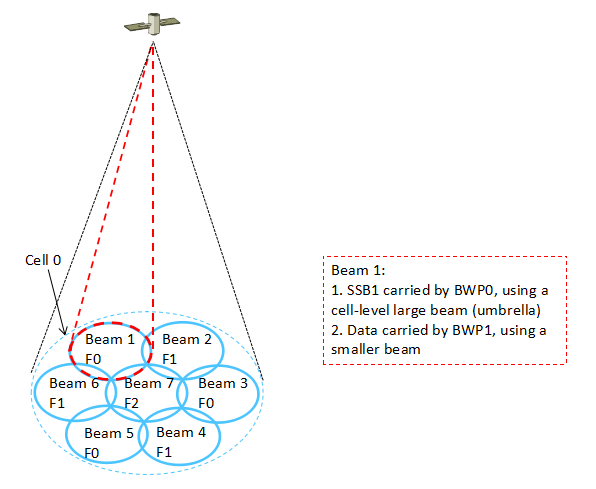 Cell 0
Beam 1:
1. SSB1 carried by BWP0, using a
cell-level large beam (umbrella)
2. Data carried by BWP1, using a
smaller beam
Beam 1
F0
Beam 2
F1
Beam 6
F1
Beam 7
F2
Beam 3
F0
Beam 5
F0
Beam 4
F1